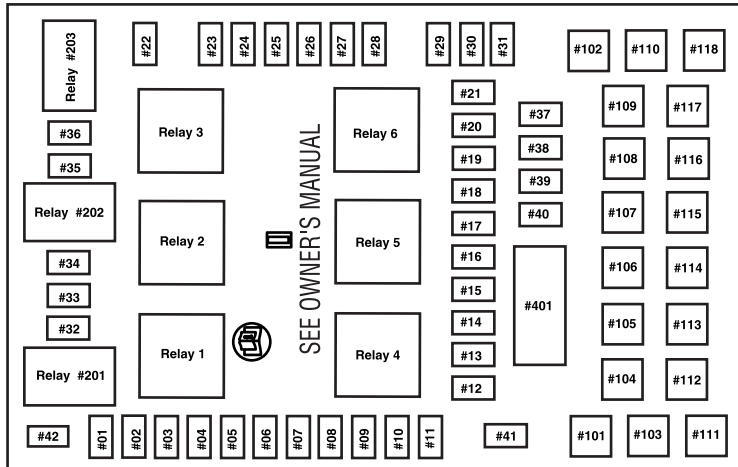 #22 #23 #24 #25 #26 #27 #28 #29 #30 #31
#102 #110 #118
Relay #203
#36
#35
Relay #202
#34
#33
#32
Relay #201
#42
Relay 3
Relay 2
Relay 1
SEE OWNER'S MANUAL
Relay 6
Relay 5
Relay 4
#21
#20
#19
#18
#17
#16
#15
#14
#13
#12
#37
#38
#39
#40
#401
#109 #117
#108 #116
#107 #115
#106 #114
#105 #113
#104 #112
#01 #02 #03 #04 #05 #06 #07 #08 #09 #10 #11
#41
#101 #103 #111